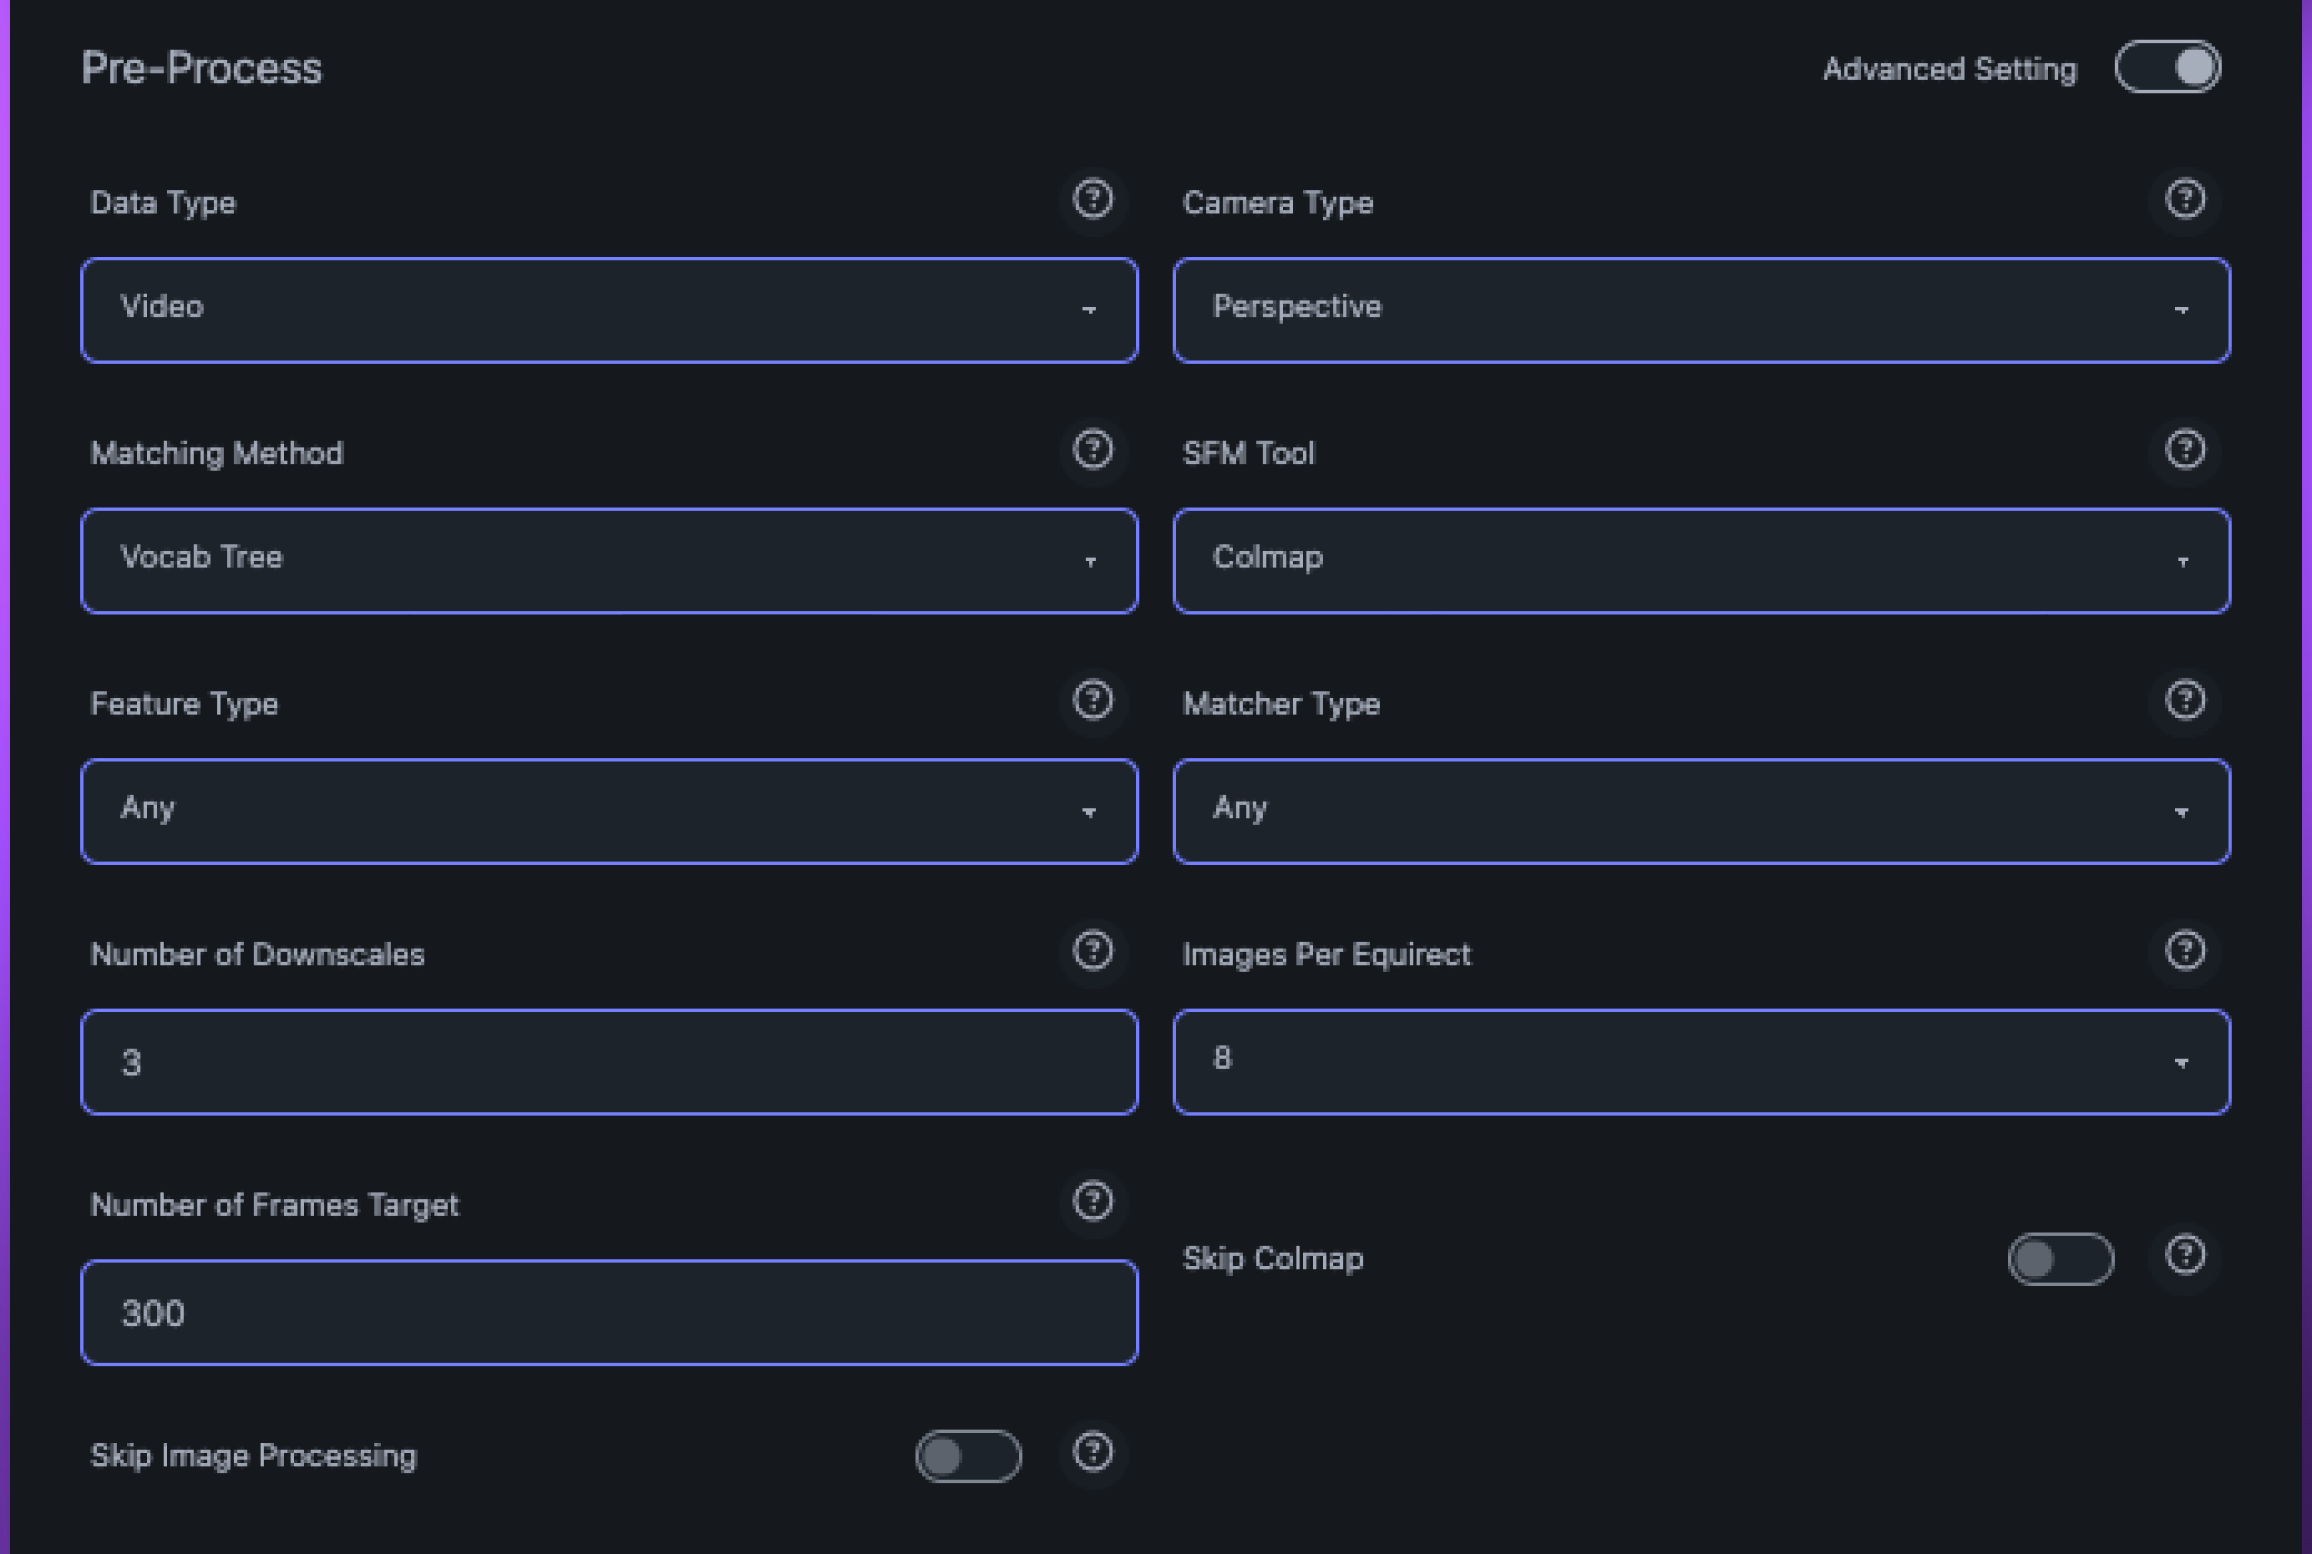 Pre-Process
Advanced Setting
Data Type
Camera Type
Video
Perspective
Matching Method
SFM Tool
Vocab Tree
Colmap
Feature Type
Matcher Type
Any
Any
Number of Downscales
Images Per Equirect
3
8
Number of Frames Target
300
Skip Colmap
Skip Image Processing